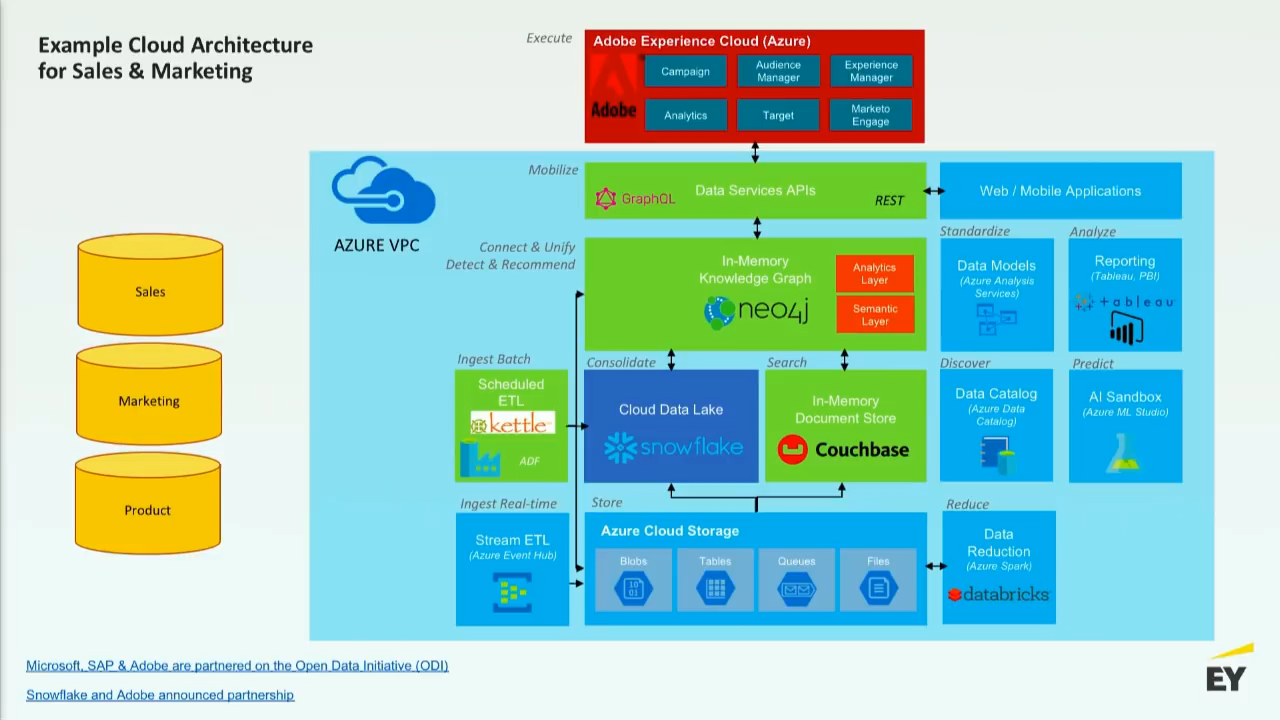 Example Cloud Architecture
for Sales & Marketing
Execute
Adobe Experience Cloud (Azure)
Adobe
Campaign
Audience
Manager
Experience
Manager
Analytics
Target
Marketo
Engage
AZURE VPC
Mobilize
GraphQL
Data Services APIs
REST
Web / Mobile Applications
Connect & Unify
Detect & Recommend
In-Memory
Knowledge Graph
neo4j
Analytics
Layer
Semantic
Layer
Standardize
Data Models
(Azure Analysis
Services)
Analyze
Reporting
(Tableau, PBI)
+ableau
Sales
Marketing
Product
Ingest Batch
Scheduled
ETL
kettle
ADF
Consolidate
Cloud Data Lake
snowflake
Search
In-Memory
Document Store
Couchbase
Discover
Data Catalog
(Azure Data
Catalog)
Predict
AI Sandbox
(Azure ML Studio)
Ingest Real-time
Stream ETL
(Azure Event Hub)
Store
Azure Cloud Storage
Blobs
10
01
Tables
Queues
Files
Reduce
Data
Reduction
(Azure Spark)
databricks
Microsoft, SAP & Adobe are partnered on the Open Data Initiative (ODI)
Snowflake and Adobe announced partnership
EY